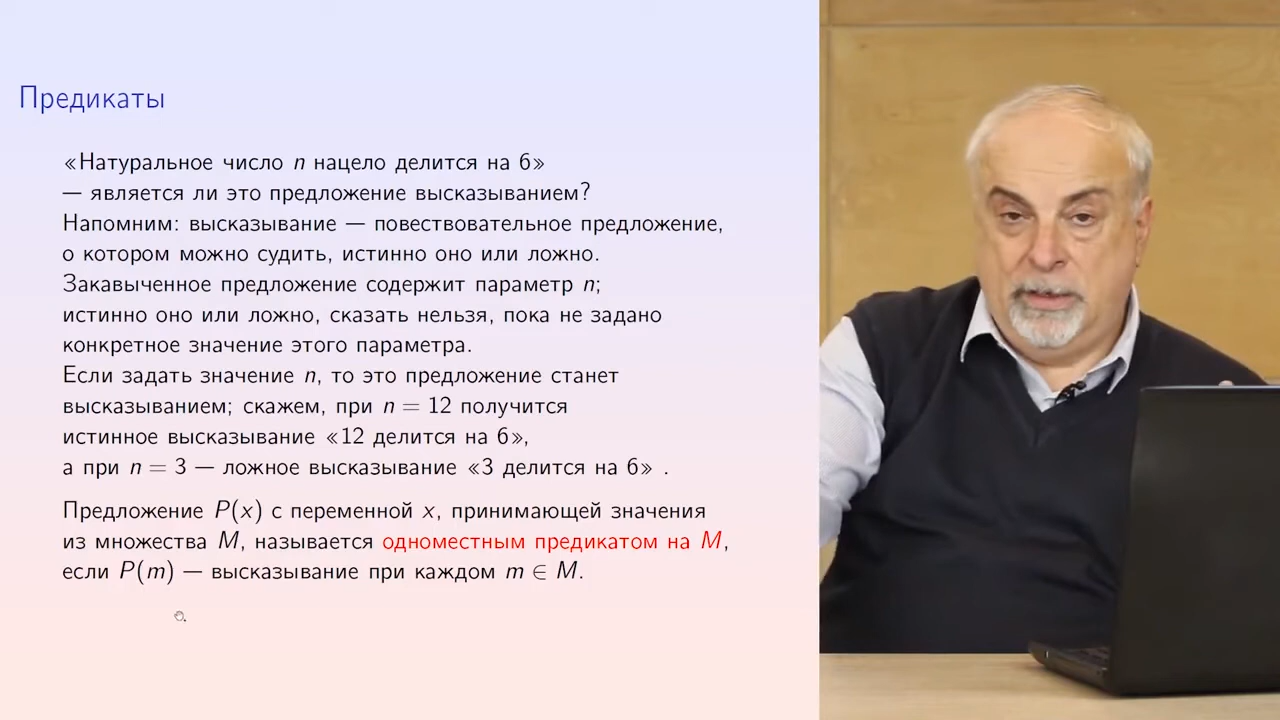 Предикаты
«Натуральное число n нацело делится на 6»
— является ли это предложение высказыванием?
Напомним: высказывание — повествовательное предложение,
о котором можно судить, истинно оно или ложно.
Закавыченное предложение содержит параметр n;
истинно оно или ложно, сказать нельзя, пока не задано
конкретное значение этого параметра.
Если задать значение n, то это предложение станет
высказыванием; скажем, при n = 12 получится
истинное высказывание «12 делится на 6»,
а при n = 3 — ложное высказывание «3 делится на 6» .
Предложение P(x) с переменной x, принимающей значения
из множества M, называется одноместным предикатом на M,
если P(m) — высказывание при каждом m ∈ M.